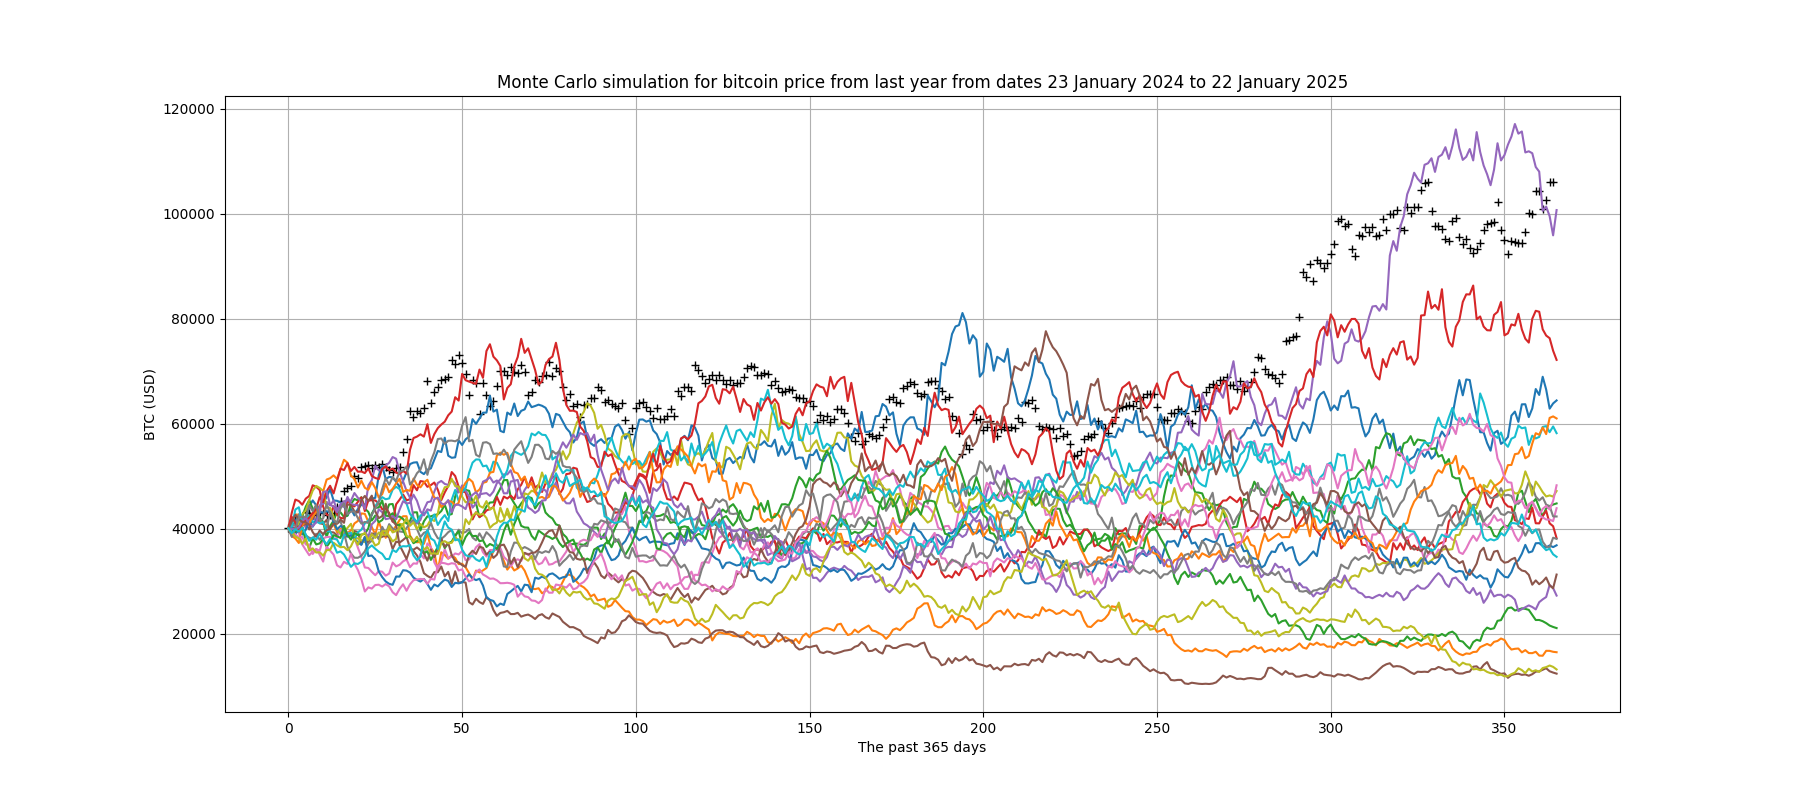 Monte Carlo simulation for bitcoin price from last year from dates 23 January 2024 to 22 January 2025
120000
100000
80000
60000
40000
20000
BTC (USD)
0 50 100 150 200 250 300 350
The past 365 days